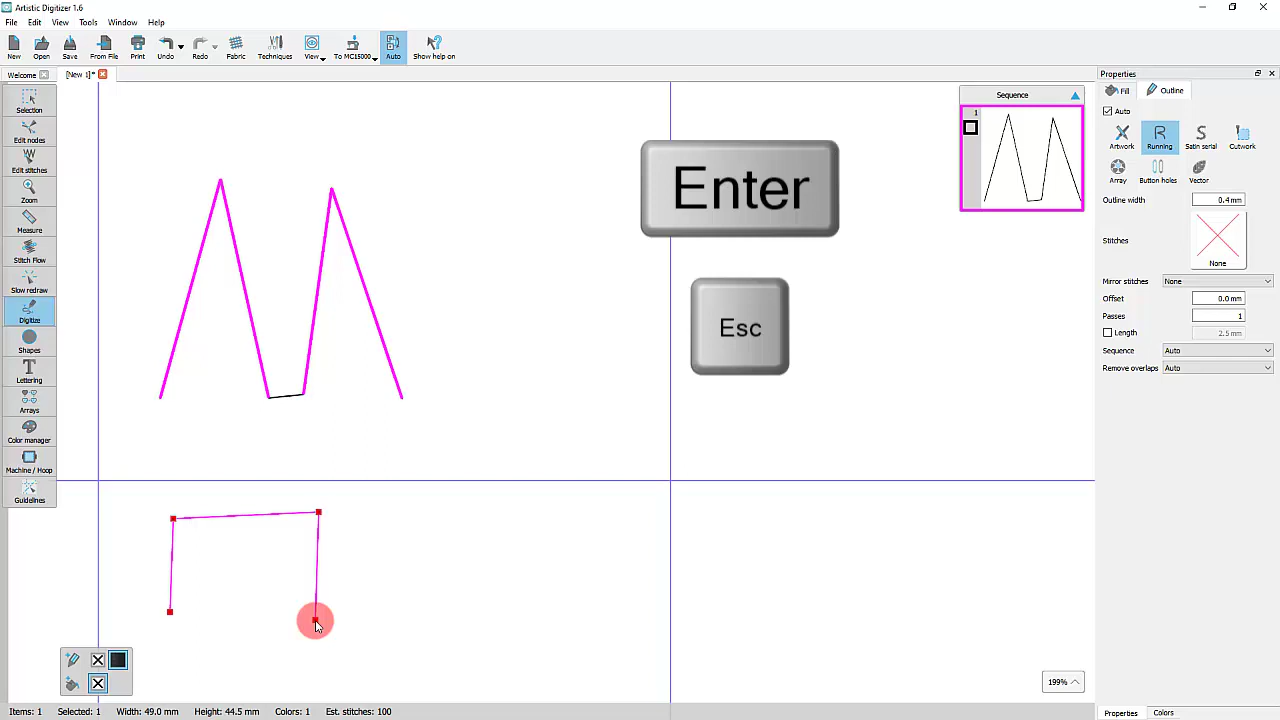 Artistic Digitizer 1.6
File Edit View Tools Window Help
New Open Save From File Print Undo Redo Fabric Techniques View To MC15000 Auto Show help on
Welcome [New 1]*
Selection
Edit nodes
Edit stitches
Zoom
Measure
Stitch Flow
Slow redraw
Digitize
Shapes
Lettering
Arrays
Color manager
Machine / Hoop
Guidelines
Enter
Esc
Sequence
1
Properties
Fill Outline
Auto
Artwork Running Satin serial Cutwork
Array Button holes Vector
Outline width 0.4 mm
Stitches
None
Mirror stitches None
Offset 0.0 mm
Passes 1
Length 2.5 mm
Sequence Auto
Remove overlaps Auto
199%
Items: 1 Selected: 1 Width: 49.0 mm Height: 44.5 mm Colors: 1 Est. stitches: 100
Properties Colors